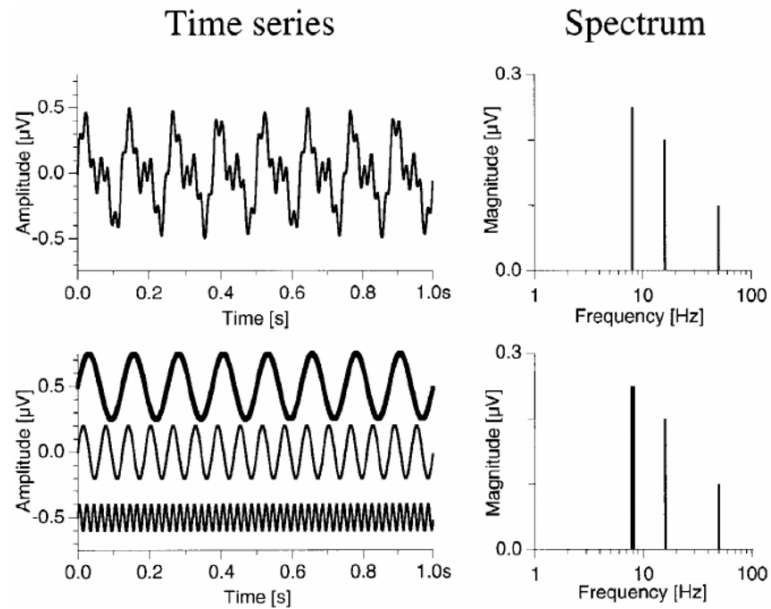 Time series
Spectrum
Amplitude [µV]
0.5
0.0
-0.5
0.0 0.2 0.4 0.6 0.8 1.0s
Time [s]
Magnitude [µV]
0.3
0.0
1 10 100
Frequency [Hz]
Amplitude [µV]
0.5
0.0
-0.5
0.0 0.2 0.4 0.6 0.8 1.0s
Time [s]
Magnitude [µV]
0.3
0.0
1 10 100
Frequency [Hz]